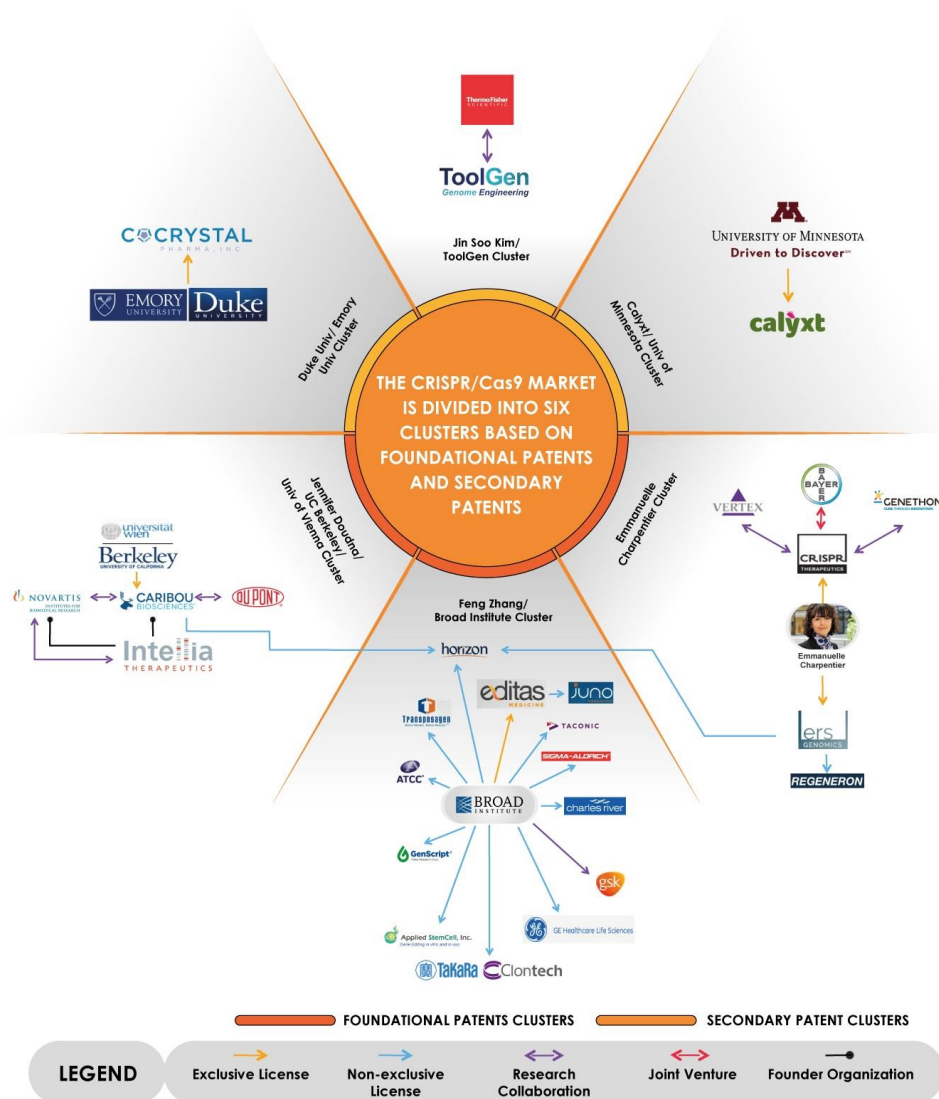 ThermoFisher
SCIENTIFIC
ToolGen
Genome Engineering
Jin Soo Kim/
ToolGen Cluster
COCRYSTAL
PHARMA, INC.
EMORY
UNIVERSITY
Duke
UNIVERSITY
Duke Univ/ Emory
Univ Cluster
M
UNIVERSITY OF MINNESOTA
Driven to Discover℠
calyxt
Calyxt/ Univ of
Minnesota Cluster
THE CRISPR/Cas9 MARKET
IS DIVIDED INTO SIX
CLUSTERS BASED ON
FOUNDATIONAL PATENTS
AND SECONDARY
PATENTS
Jennifer Doudna/
UC Berkeley/
Univ of Vienna Cluster
universität
wien
Berkeley
UNIVERSITY OF CALIFORNIA
NOVARTIS
INSTITUTES FOR
BIOMEDICAL RESEARCH
CARIBOU
BIOSCIENCES
DU PONT
Intellia
THERAPEUTICS
Emmanuelle
Charpentier Cluster
VERTEX
BAYER
BAYER
GENETHON
CRISPR
THERAPEUTICS
Emmanuelle
Charpentier
ers
GENOMICS
REGENERON
Feng Zhang/
Broad Institute Cluster
horizon
editas
MEDICINE
juno
Transposagen
TACONIC
SIGMA-ALDRICH
ATCC
BROAD
INSTITUTE
charles river
GenScript
gsk
Applied StemCell, Inc.
GE Healthcare Life Sciences
TaKaRa
Clontech
FOUNDATIONAL PATENTS CLUSTERS
SECONDARY PATENT CLUSTERS
LEGEND
Exclusive License
Non-exclusive
License
Research
Collaboration
Joint Venture
Founder Organization